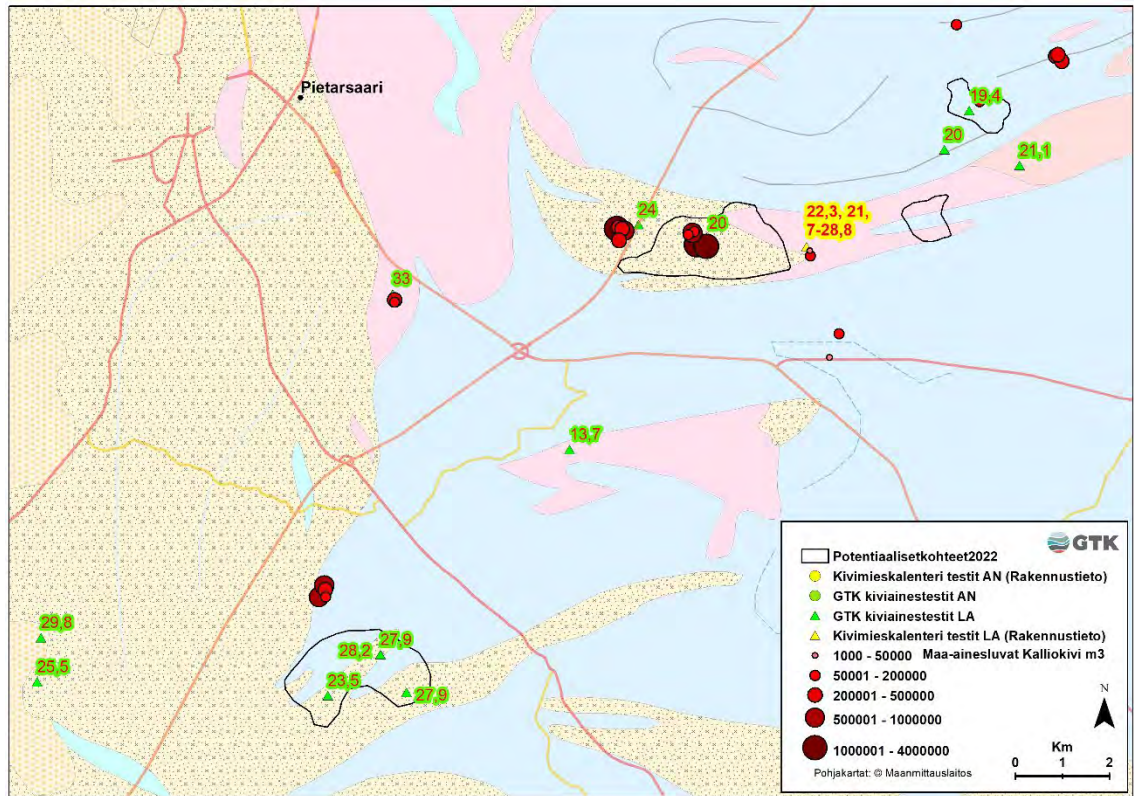 Pietarsaari
19,4
20
21,1
24
20
22,3, 21,
7-28,8
33
13,7
29,8
25,5
27,9
28,2
23,5
27,9
GTK
Potentiaalisetkohteet2022
Kivimieskalenteri testit AN (Rakennustieto)
GTK kiviainestestit AN
GTK kiviainestestit LA
Kivimieskalenteri testit LA (Rakennustieto)
1000 - 50000 Maa-ainesluvat Kalliokivi m3
50001 - 200000
200001 - 500000
500001 - 1000000
1000001 - 4000000
N
Km
0 1 2
Pohjakartat: © Maanmittauslaitos